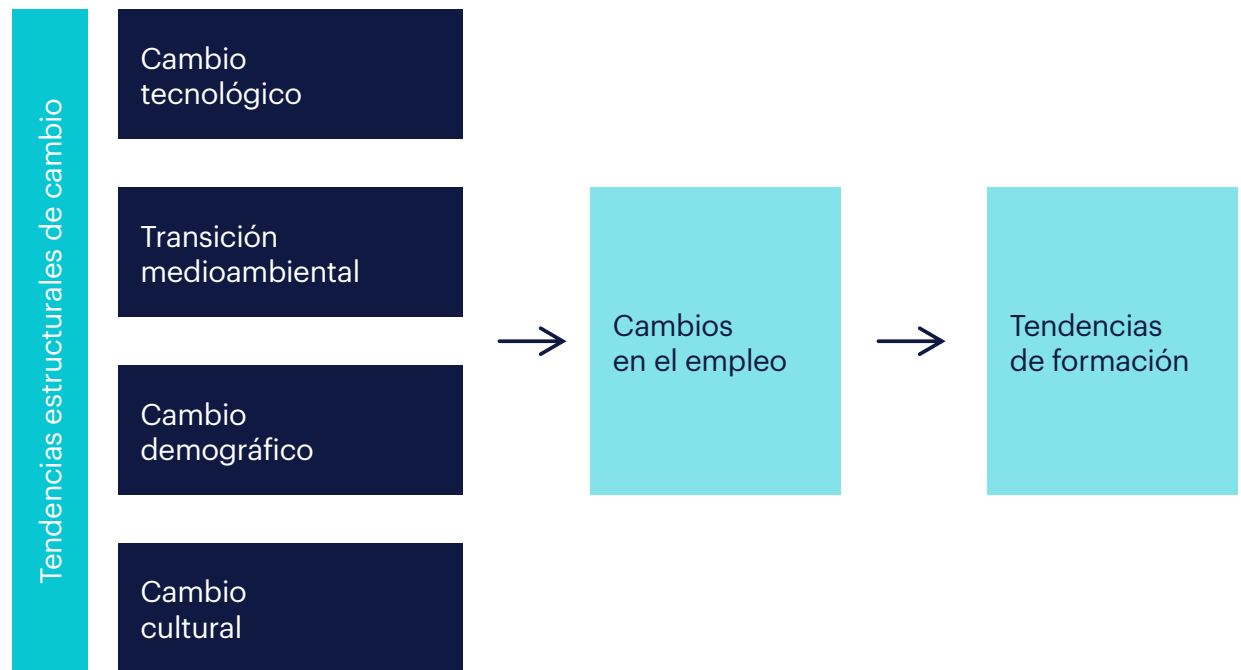 Tendencias estructurales de cambio
Cambio
tecnológico
Transición
medioambiental
Cambio
demográfico
Cambio
cultural
Cambios
en el empleo
Tendencias
de formación